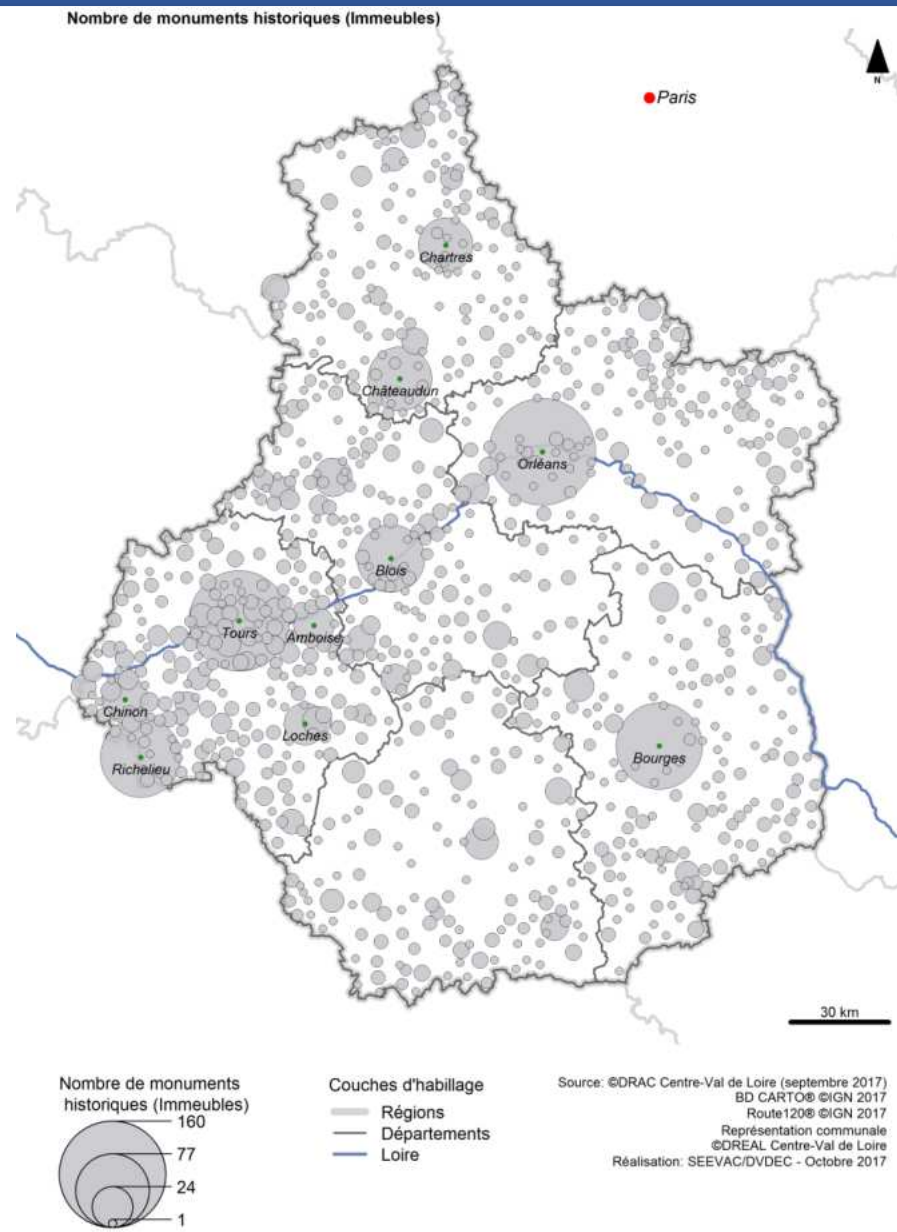 Nombre de monuments historiques (Immeubles)
N
Paris
Chartres
Châteaudun
Orléans
Blois
Tours
Amboise
Chinon
Loches
Richelieu
Bourges
30 km
Nombre de monuments
historiques (Immeubles)
160
77
24
1
Couches d'habillage
Régions
Départements
Loire
Source: ©DRAC Centre-Val de Loire (septembre 2017)
BD CARTO® ©IGN 2017
Route120® ©IGN 2017
Représentation communale
©DREAL Centre-Val de Loire
Réalisation: SEEVAC/DVDEC - Octobre 2017